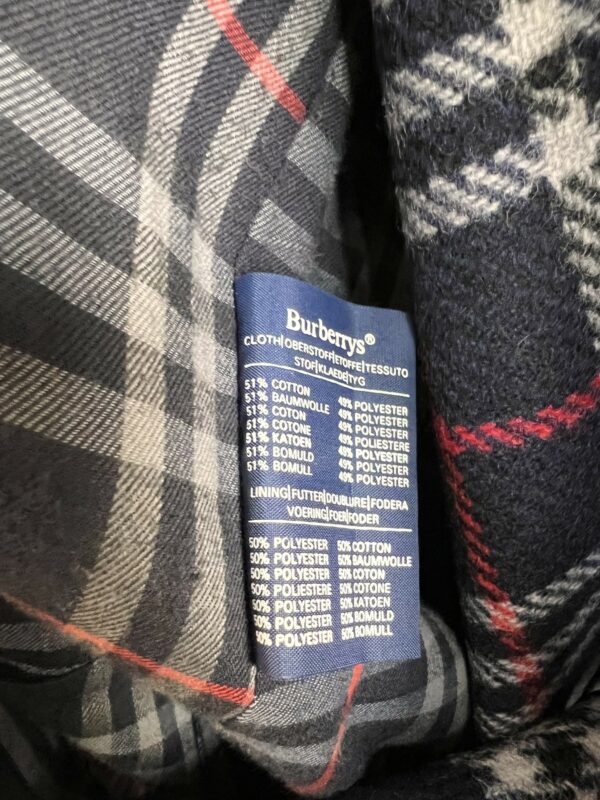 Burberrys®
CLOTH|OBERSTOFF|ETOFFE|TESSUTO
STOF|KLAEDE|TYG
51% COTTON 49% POLYESTER
51% BAUMWOLLE 49% POLYESTER
51% COTON 49% POLYESTER
51% COTONE 49% POLIESTERE
51% KATOEN 49% POLYESTER
51% BOMULD 49% POLYESTER
51% BOMULL 49% POLYESTER
LINING|FUTTER|DOUBLURE|FODERA
VOERING|FOER|FODER
50% POLYESTER 50% COTTON
50% POLYESTER 50% BAUMWOLLE
50% POLYESTER 50% COTON
50% POLIESTERE 50% COTONE
50% POLYESTER 50% KATOEN
50% POLYESTER 50% BOMULD
50% POLYESTER 50% BOMULL